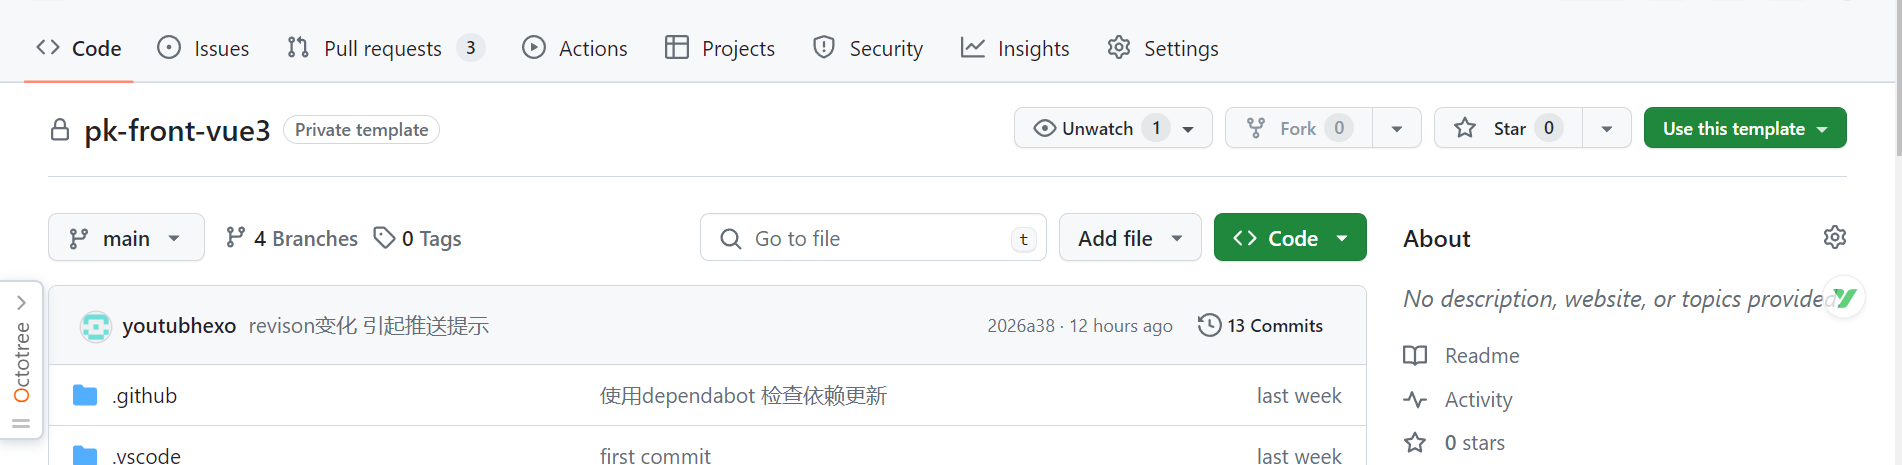 Code Issues Pull requests 3 Actions Projects Security Insights Settings
pk-front-vue3 Private template Unwatch 1 Fork 0 Star 0 Use this template
main 4 Branches 0 Tags Go to file t Add file Code About
No description, website, or topics provided
youtubhexo revison变化 引起推送提示 2026a38 · 12 hours ago 13 Commits
Octotree
Readme
.github 使用dependabot 检查依赖更新 last week
Activity
0 stars
.vscode first commit last week